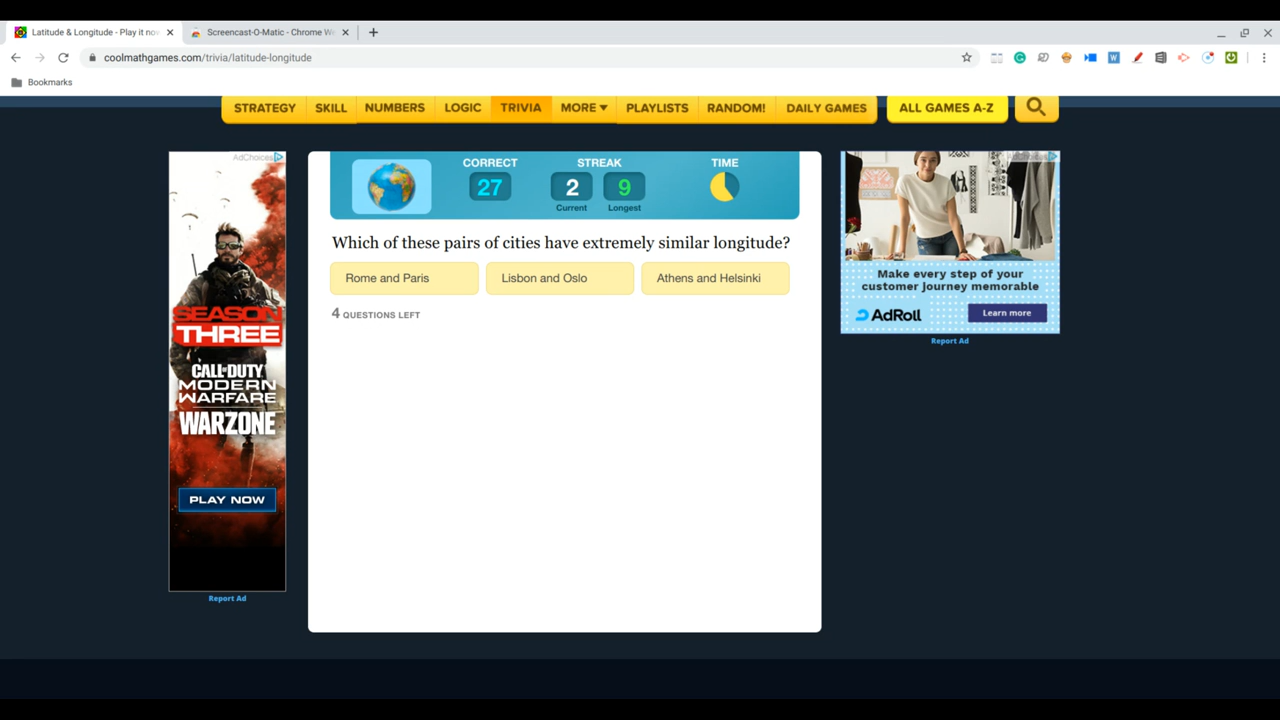 Latitude & Longitude - Play it now
Screencast-O-Matic - Chrome We
coolmathgames.com/trivia/latitude-longitude
Bookmarks
STRATEGY SKILL NUMBERS LOGIC TRIVIA MORE PLAYLISTS RANDOM! DAILY GAMES ALL GAMES A-Z
AdChoices
CORRECT STREAK TIME
27 2 9
Current Longest
Which of these pairs of cities have extremely similar longitude?
Rome and Paris Lisbon and Oslo Athens and Helsinki
4 QUESTIONS LEFT
SEASON
THREE
CALL OF DUTY
MODERN
WARFARE
WARZONE
PLAY NOW
Report Ad
AdChoices
Make every step of your
customer journey memorable
AdRoll Learn more
Report Ad